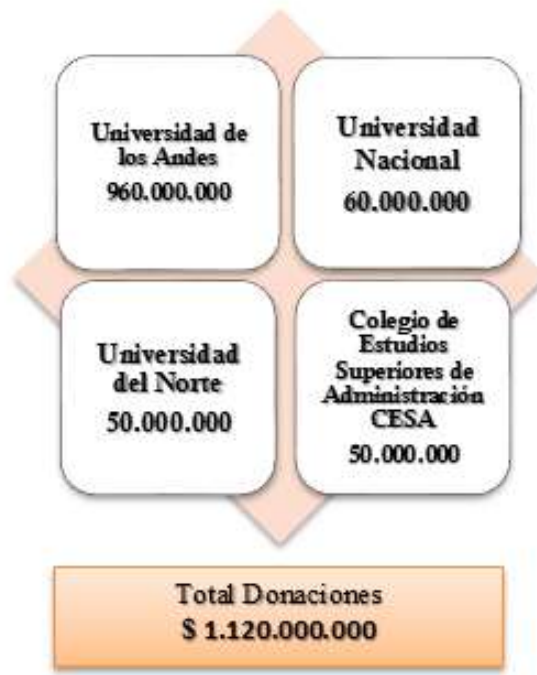 Universidad de
los Andes
960.000.000
Universidad
Nacional
60.000.000
Universidad
del Norte
50.000.000
Colegio de
Estudios
Superiores de
Administración
CESA
50.000.000
Total Donaciones
$ 1.120.000.000